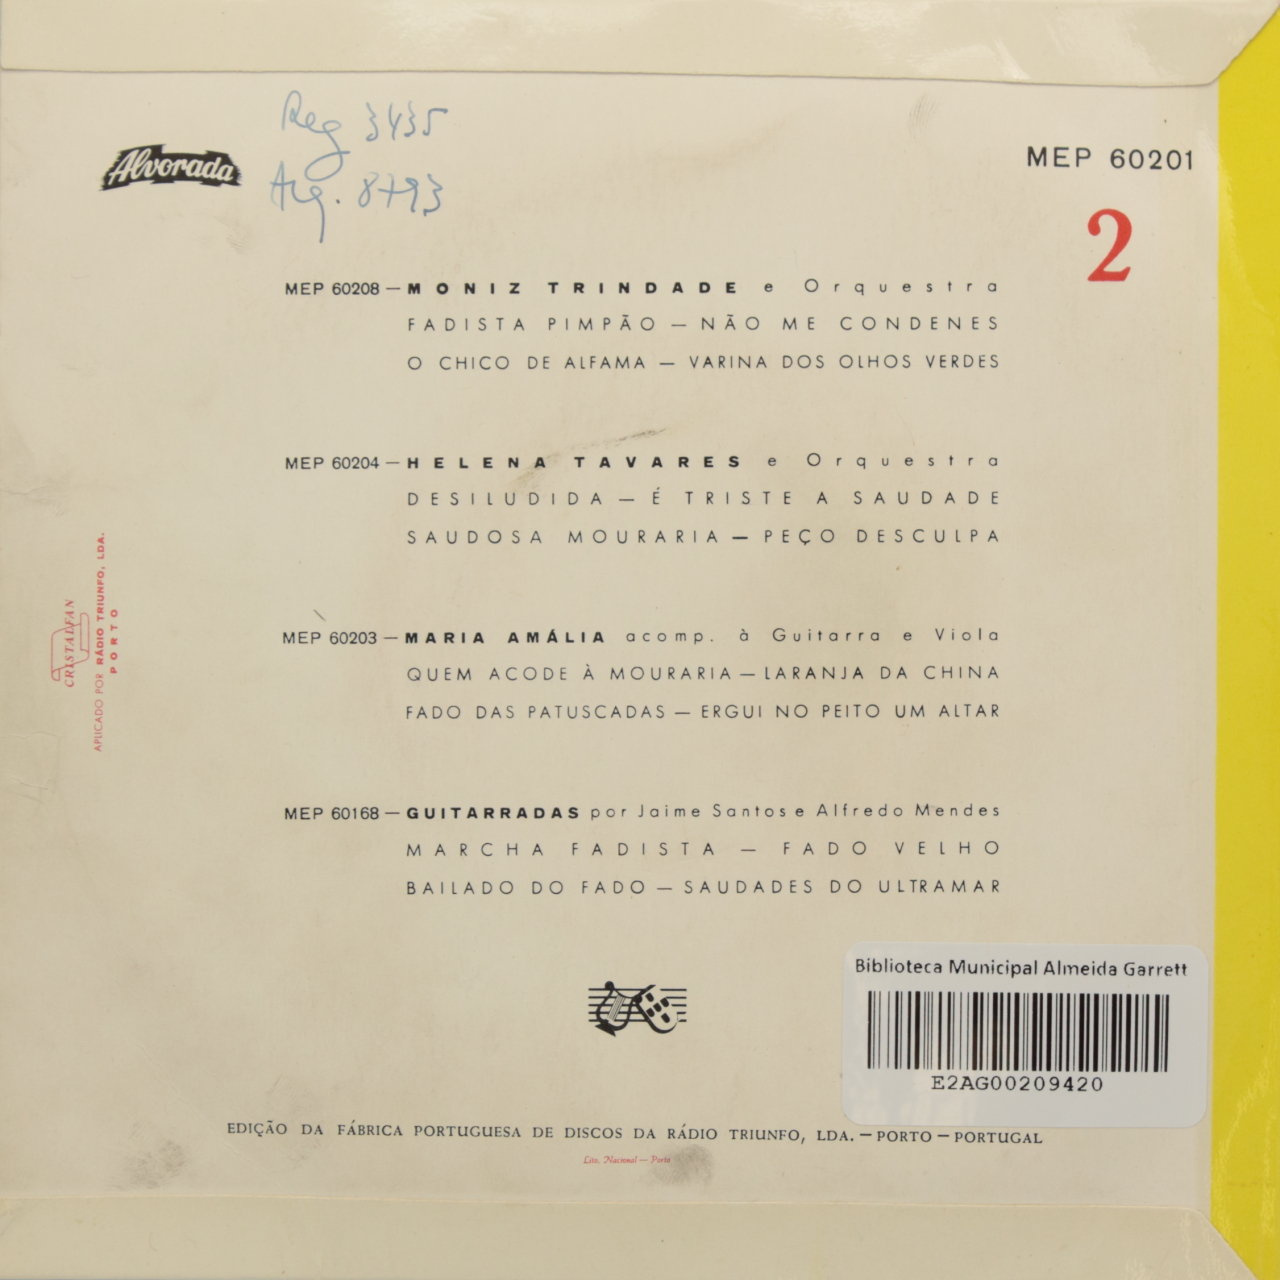 Reg 3435
Alvorada
Arg. 8793
MEP 60201
2
MEP 60208 — MONIZ TRINDADE e Orquestra
FADISTA PIMPÃO — NÃO ME CONDENES
O CHICO DE ALFAMA — VARINA DOS OLHOS VERDES
MEP 60204 — HELENA TAVARES e Orquestra
DESILUDIDA — É TRISTE A SAUDADE
SAUDOSA MOURARIA — PEÇO DESCULPA
MEP 60203 — MARIA AMÁLIA acomp. à Guitarra e Viola
QUEM ACODE À MOURARIA — LARANJA DA CHINA
FADO DAS PATUSCADAS — ERGUI NO PEITO UM ALTAR
MEP 60168 — GUITARRADAS por Jaime Santos e Alfredo Mendes
MARCHA FADISTA — FADO VELHO
BAILADO DO FADO — SAUDADES DO ULTRAMAR
CRISTALFAN
APLICADO POR RÁDIO TRIUNFO, LDA.
PORTO
Biblioteca Municipal Almeida Garrett
E2AG00209420
EDIÇÃO DA FÁBRICA PORTUGUESA DE DISCOS DA RÁDIO TRIUNFO, LDA. — PORTO — PORTUGAL
Lito. Nacional — Porto